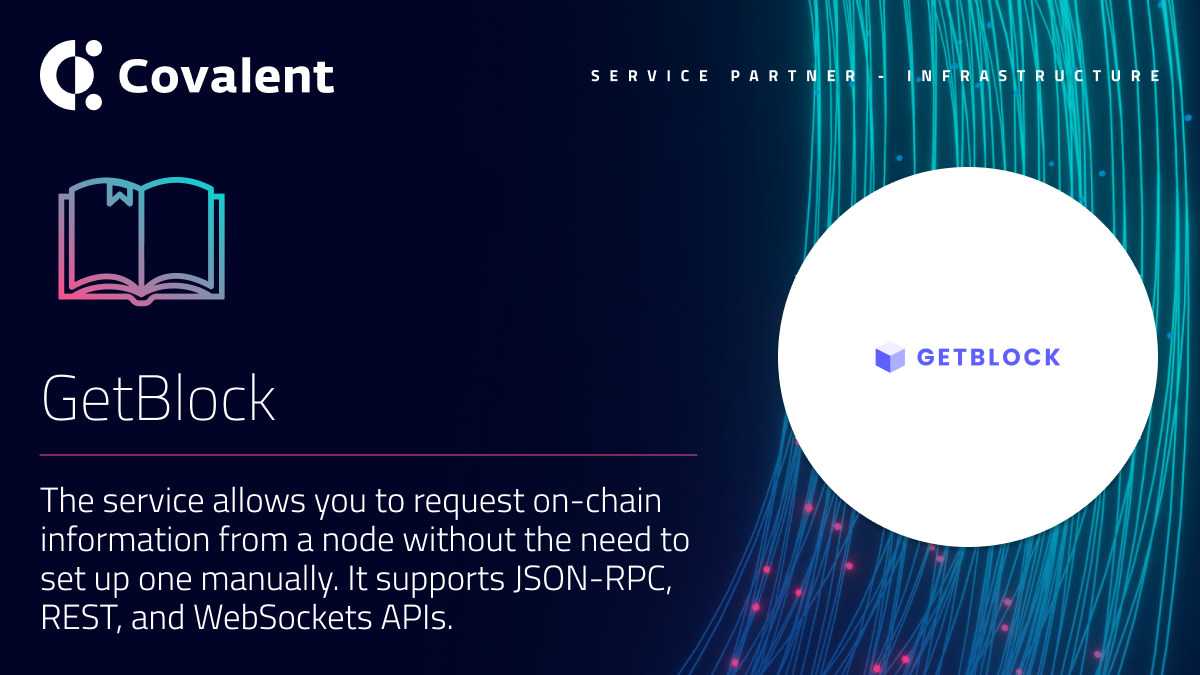 Covalent
SERVICE PARTNER - INFRASTRUCTURE
GetBlock
The service allows you to request on-chain
information from a node without the need to
set up one manually. It supports JSON-RPC,
REST, and WebSockets APIs.
GETBLOCK